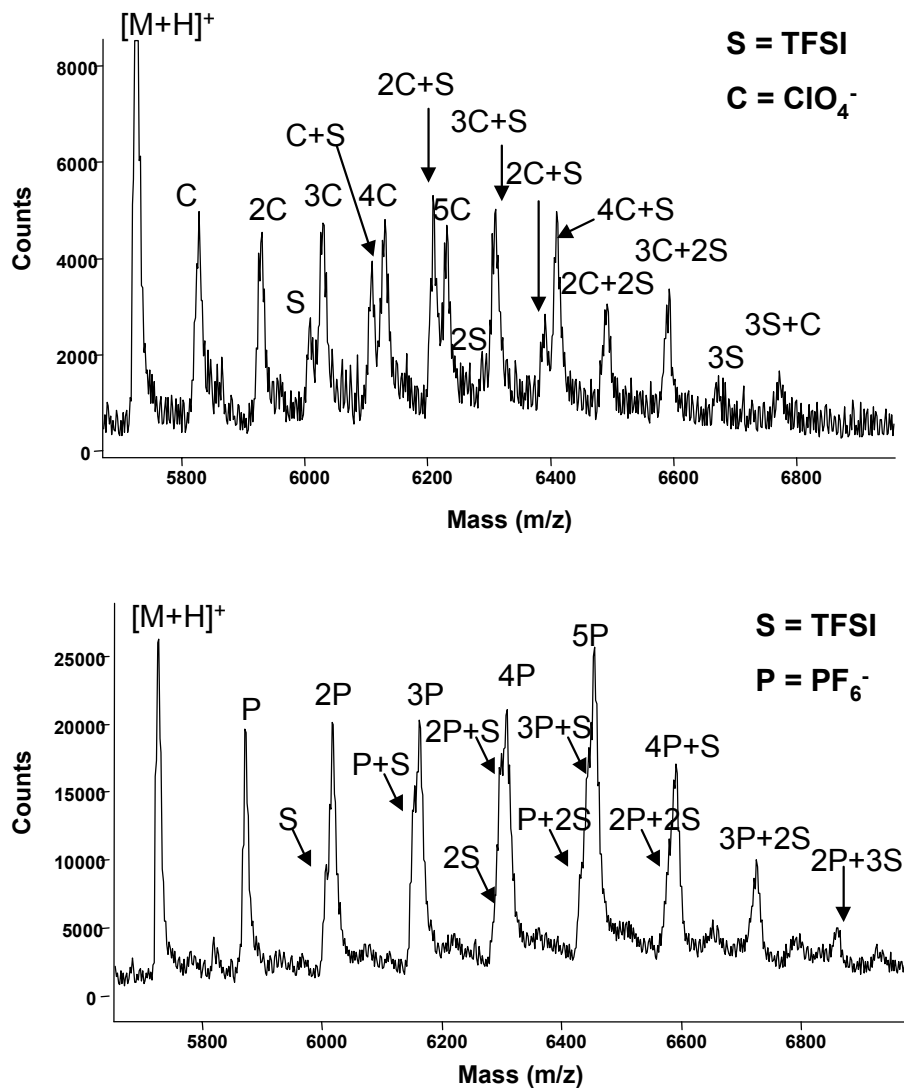 [M+H]+
S = TFSI
C = ClO4-
8000
6000
4000
2000
0
Counts
C
2C
S
3C
C+S
4C
2C+S
5C
2S
3C+S
2C+S
4C+S
2C+2S
3C+2S
3S
3S+C
5800
6000
6200
6400
6600
6800
Mass (m/z)
[M+H]+
S = TFSI
P = PF6-
25000
20000
15000
10000
5000
0
Counts
P
S
2P
P+S
3P
2S
2P+S
4P
P+2S
3P+S
5P
2P+2S
4P+S
3P+2S
2P+3S
5800
6000
6200
6400
6600
6800
Mass (m/z)